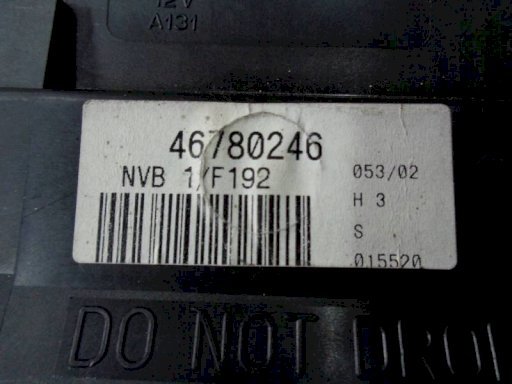 12V
A131
46780246
NVB 1/F192
053/02
H 3
S
015520
DO NOT DRO